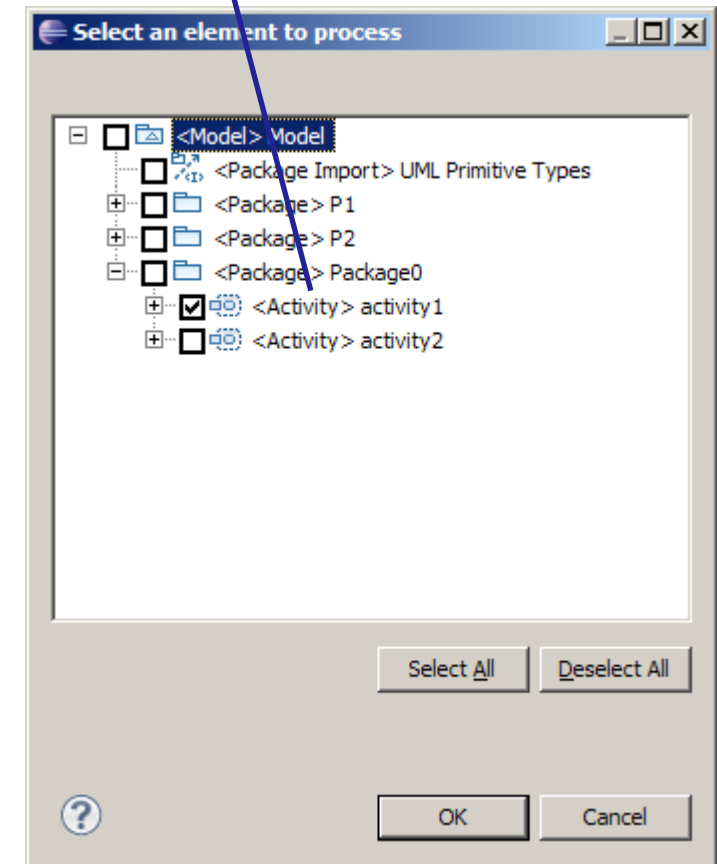 Select an element to process
<Model> Model
<Package Import> UML Primitive Types
<Package> P1
<Package> P2
<Package> Package0
<Activity> activity1
<Activity> activity2
Select All Deselect All
OK Cancel